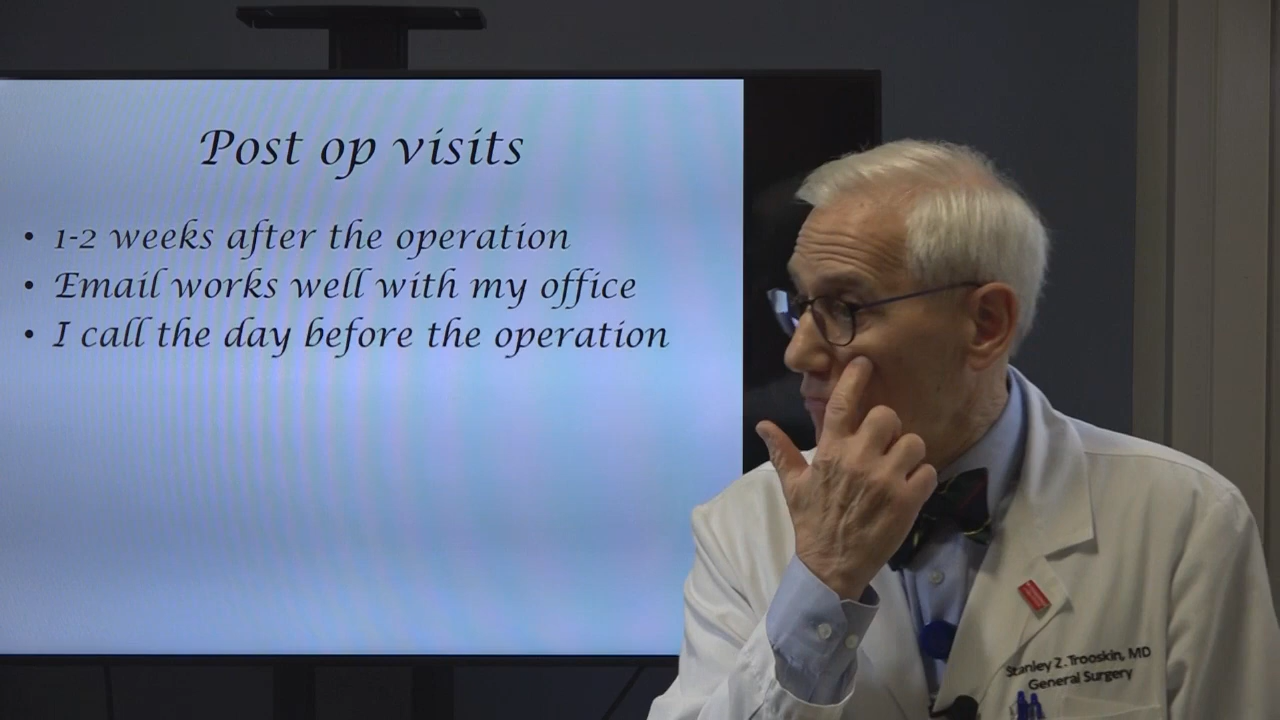 Post op visits
• 1-2 weeks after the operation
• Email works well with my office
• I call the day before the operation
Stanley Z. Trooskin, MD
General Surgery